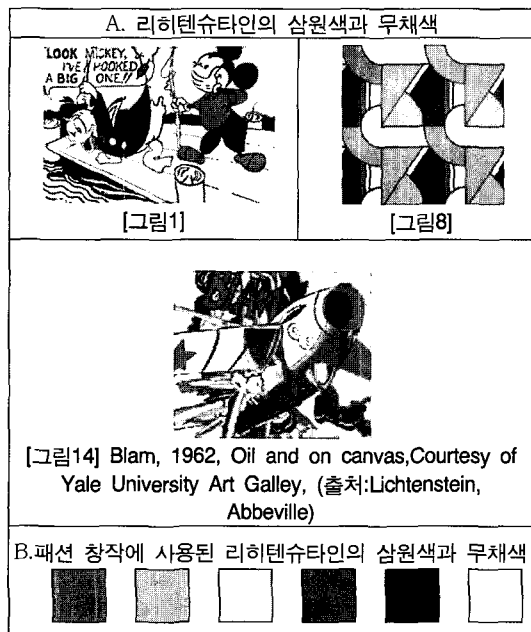 A. 리히텐슈타인의 삼원색과 무채색
LOOK MICKEY,
I'VE HOOKED
A BIG ONE!!
[그림1]
[그림8]
[그림14] Blam, 1962, Oil and on canvas,Courtesy of
Yale University Art Galley, (출처:Lichtenstein,
Abbeville)
B.패션 창작에 사용된 리히텐슈타인의 삼원색과 무채색